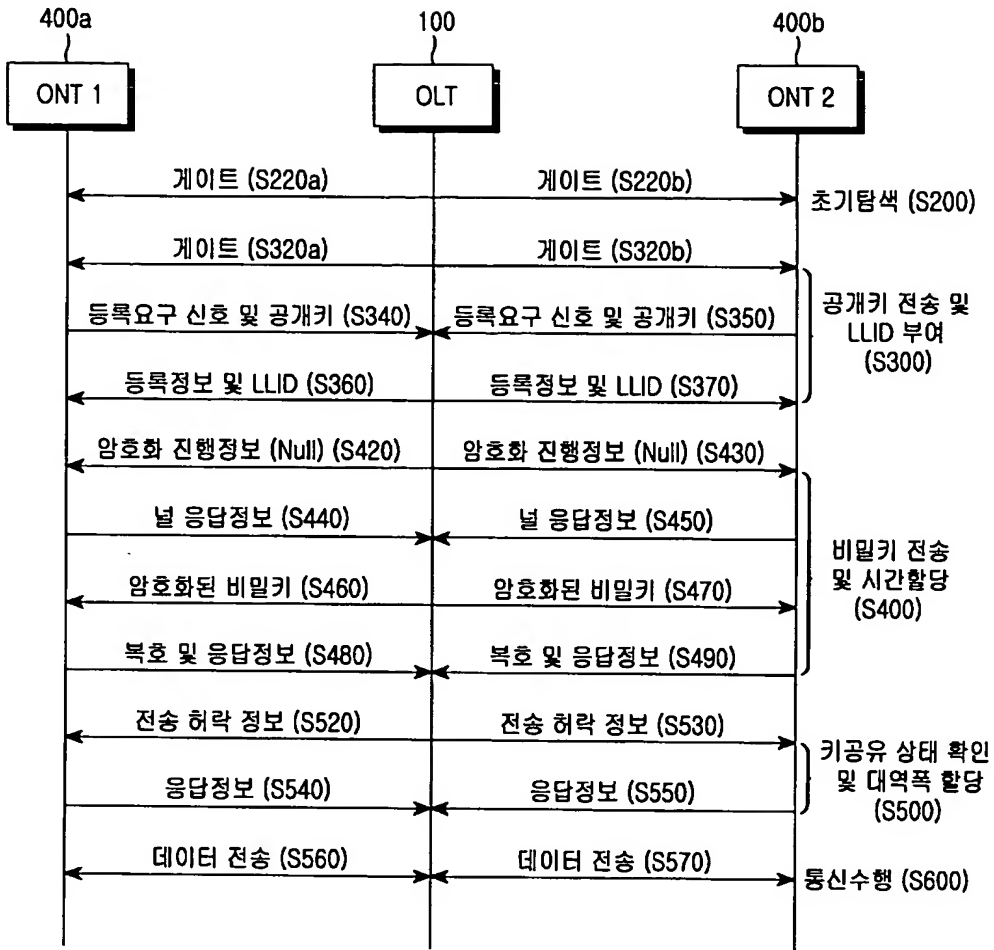 400a
100
400b
ONT 1
OLT
ONT 2
게이트 (S220a)
게이트 (S220b)
초기탐색 (S200)
게이트 (S320a)
게이트 (S320b)
등록요구 신호 및 공개키 (S340)
등록요구 신호 및 공개키 (S350)
공개키 전송 및
LLID 부여
(S300)
등록정보 및 LLID (S360)
등록정보 및 LLID (S370)
암호화 진행정보 (Null) (S420)
암호화 진행정보 (Null) (S430)
널 응답정보 (S440)
널 응답정보 (S450)
비밀키 전송
및 시간할당
(S400)
암호화된 비밀키 (S460)
암호화된 비밀키 (S470)
복호 및 응답정보 (S480)
복호 및 응답정보 (S490)
전송 허락 정보 (S520)
전송 허락 정보 (S530)
키공유 상태 확인
및 대역폭 할당
(S500)
응답정보 (S540)
응답정보 (S550)
데이터 전송 (S560)
데이터 전송 (S570)
통신수행 (S600)